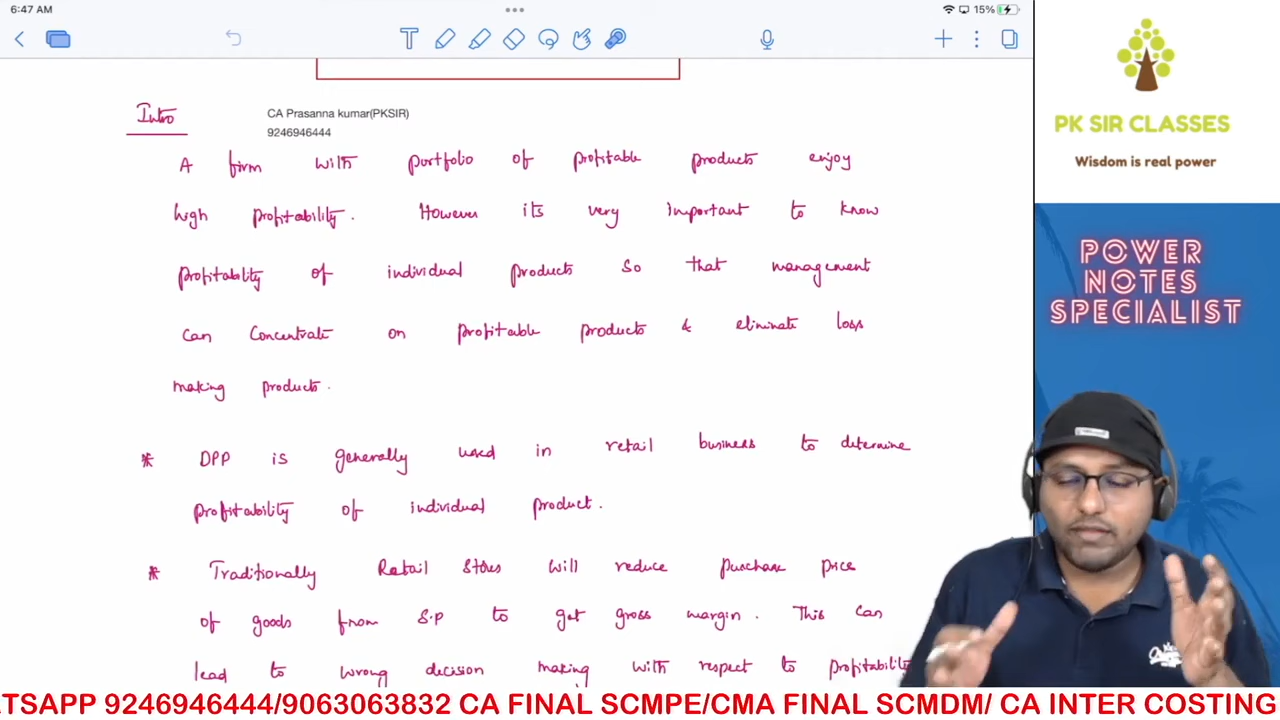 6:47 AM
15%
Intro
CA Prasanna kumar(PKSIR)
9246946444
A firm with portfolio of profitable products enjoy
high profitability. However its very important to know
profitability of individual products so that management
can concentrate on profitable products & eliminate loss
making products.
* DPP is generally used in retail business to determine
profitability of individual product.
* Traditionally Retail Stores will reduce purchase price
of goods from S.p to get gross margin. This can
lead to wrong decision making with respect to profitability
PK SIR CLASSES
Wisdom is real power
POWER
NOTES
SPECIALIST
ATSAPP 9246946444/9063063832 CA FINAL SCMPE/CMA FINAL SCMDM/ CA INTER COSTING